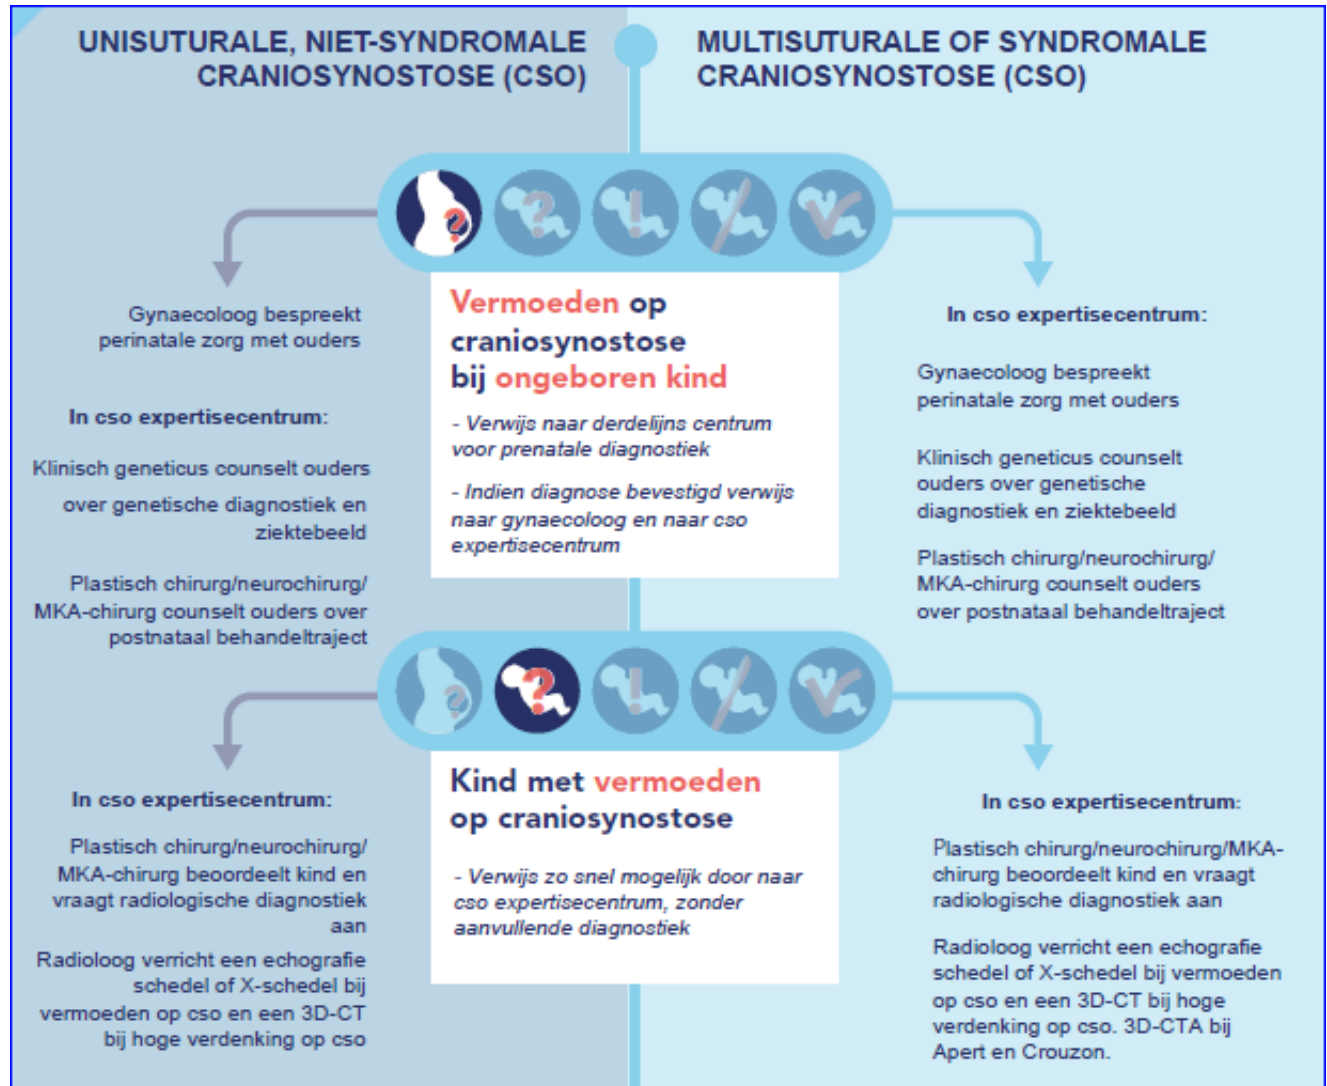 UNISUTURALE, NIET-SYNDROMALE
CRANIOSYNOSTOSE (CSO)
MULTISUTURALE OF SYNDROMALE
CRANIOSYNOSTOSE (CSO)
?
?
!
Gynaecoloog bespreekt
perinatale zorg met ouders
In cso expertisecentrum:
Klinisch geneticus counselt ouders
over genetische diagnostiek en
ziektebeeld
Plastisch chirurg/neurochirurg/
MKA-chirurg counselt ouders over
postnataal behandeltraject
Vermoeden op
craniosynostose
bij ongeboren kind
- Verwijs naar derdelijns centrum
voor prenatale diagnostiek
- Indien diagnose bevestigd verwijs
naar gynaecoloog en naar cso
expertisecentrum
In cso expertisecentrum:
Gynaecoloog bespreekt
perinatale zorg met ouders
Klinisch geneticus counselt
ouders over genetische
diagnostiek en ziektebeeld
Plastisch chirurg/neurochirurg/
MKA-chirurg counselt ouders
over postnataal behandeltraject
?
?
!
In cso expertisecentrum:
Plastisch chirurg/neurochirurg/
MKA-chirurg beoordeelt kind en
vraagt radiologische diagnostiek
aan
Radioloog verricht een echografie
schedel of X-schedel bij
vermoeden op cso en een 3D-CT
bij hoge verdenking op cso
Kind met vermoeden
op craniosynostose
- Verwijs zo snel mogelijk door naar
cso expertisecentrum, zonder
aanvullende diagnostiek
In cso expertisecentrum:
Plastisch chirurg/neurochirurg/MKA-
chirurg beoordeelt kind en vraagt
radiologische diagnostiek aan
Radioloog verricht een echografie
schedel of X-schedel bij vermoeden
op cso en een 3D-CT bij hoge
verdenking op cso. 3D-CTA bij
Apert en Crouzon.